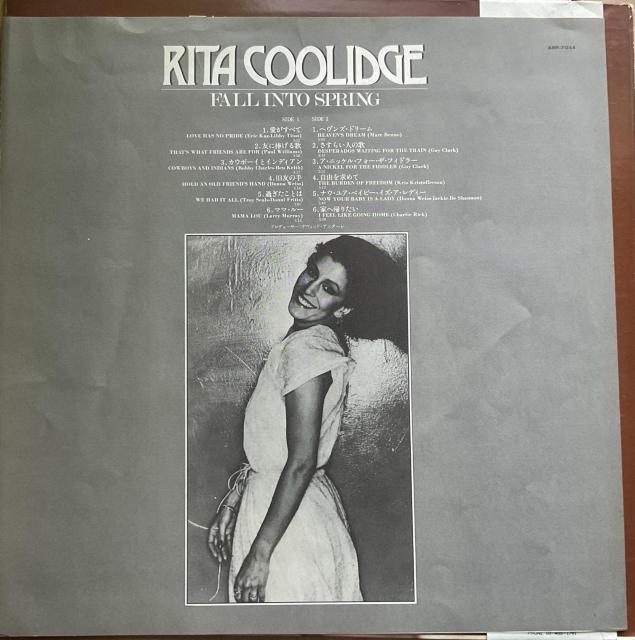 RITA COOLIDGE
FALL INTO SPRING
SIDE 1
1. 愛がすべて
LOVE HAS NO PRIDE (Eric Kaz-Libby Titus)
2. 友に捧げる歌
THAT'S WHAT FRIENDS ARE FOR (Paul Williams)
3. カウボーイとインディアン
COWBOYS AND INDIANS (Bobby Charles-Ben Keith)
4. 旧友の手
HOLD AN OLD FRIEND'S HAND (Donna Weiss)
5. 過ぎたことは
WE HAD IT ALL (Troy Seals-Donnie Fritts)
6. ママ・ルー
MAMA LOU (Larry Murray)
SIDE 2
1. ヘヴンズ・ドリーム
HEAVEN'S DREAM (Marc Benno)
2. さすらい人の歌
DESPERADOS WAITING FOR THE TRAIN (Guy Clark)
3. ア・ニッケル・フォー・ザ・フィドラー
A NICKEL FOR THE FIDDLER (Guy Clark)
4. 自由を求めて
THE BURDEN OF FREEDOM (Kris Kristofferson)
5. ナウ・ユア・ベイビー・イズ・ア・レディー
NOW YOUR BABY IS A LADY (Donna Weiss-Jackie De Shannon)
6. 家へ帰りたい
I FEEL LIKE GOING HOME (Charlie Rich)